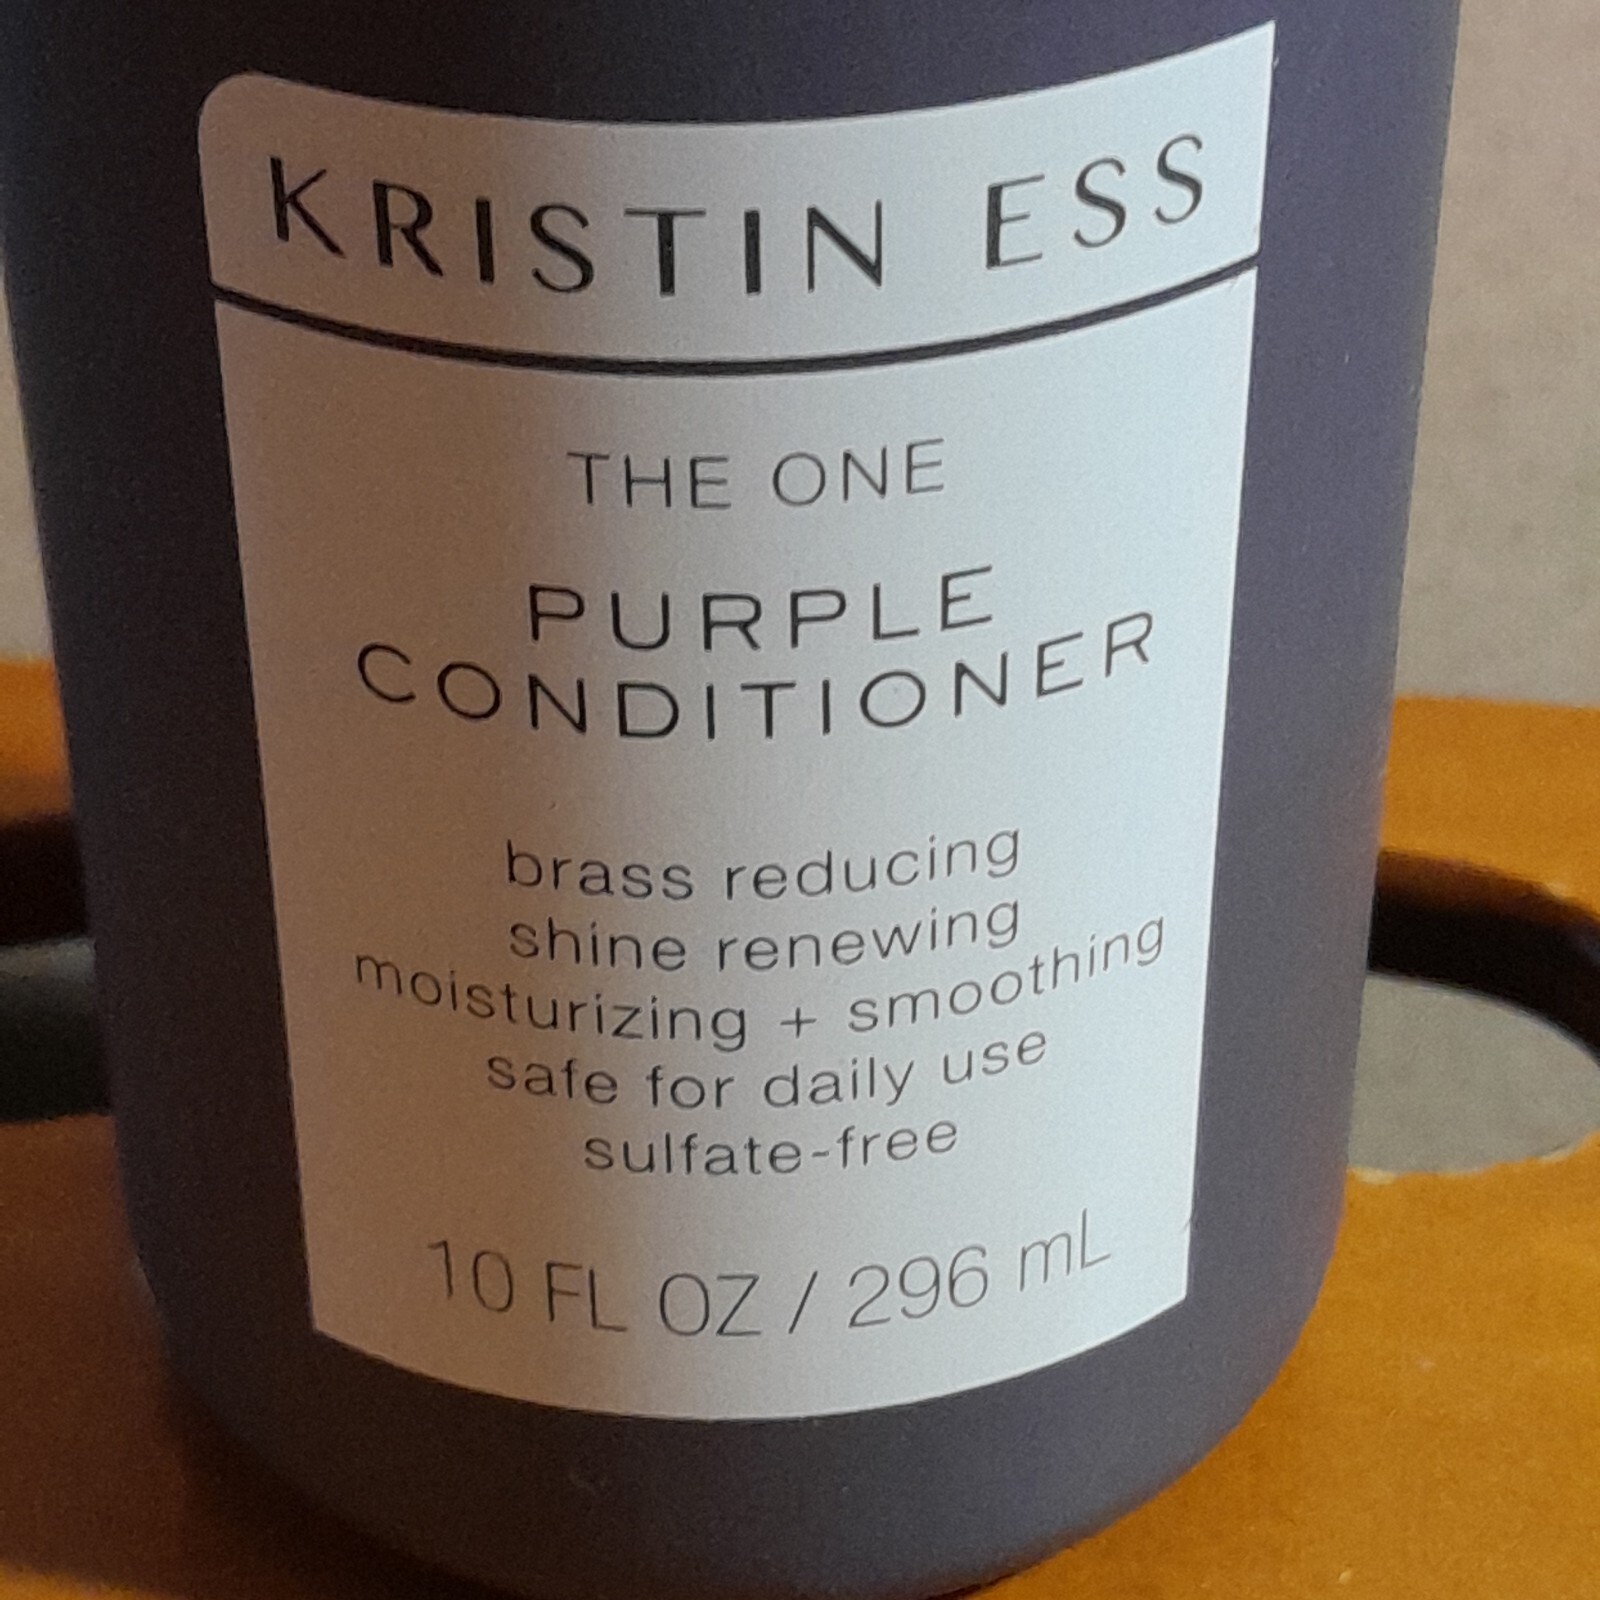 KRISTIN ESS
THE ONE
PURPLE
CONDITIONER
brass reducing
shine renewing
moisturizing + smoothing
safe for daily use
sulfate-free
10 FL OZ / 296 mL